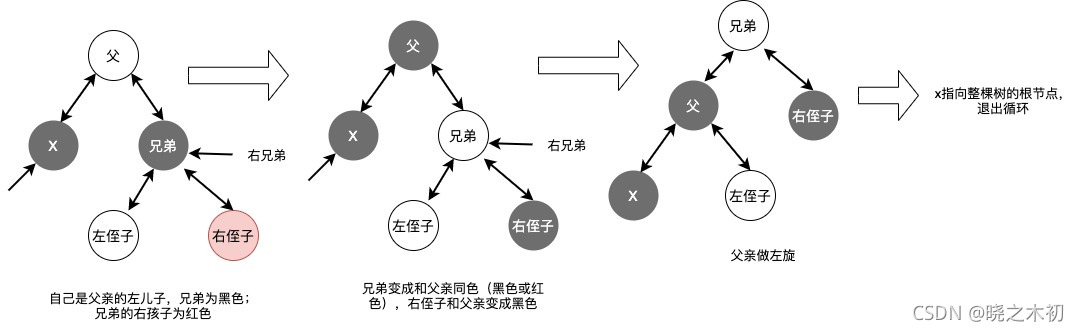 父
X
兄弟
右兄弟
左侄子
右侄子
自己是父亲的左儿子，兄弟为黑色；
兄弟的右孩子为红色
父
X
兄弟
右兄弟
左侄子
右侄子
兄弟变成和父亲同色（黑色或红
色），右侄子和父亲变成黑色
兄弟
父
右侄子
X
左侄子
父亲做左旋
x指向整棵树的根节点，
退出循环
CSDN @晓之木初